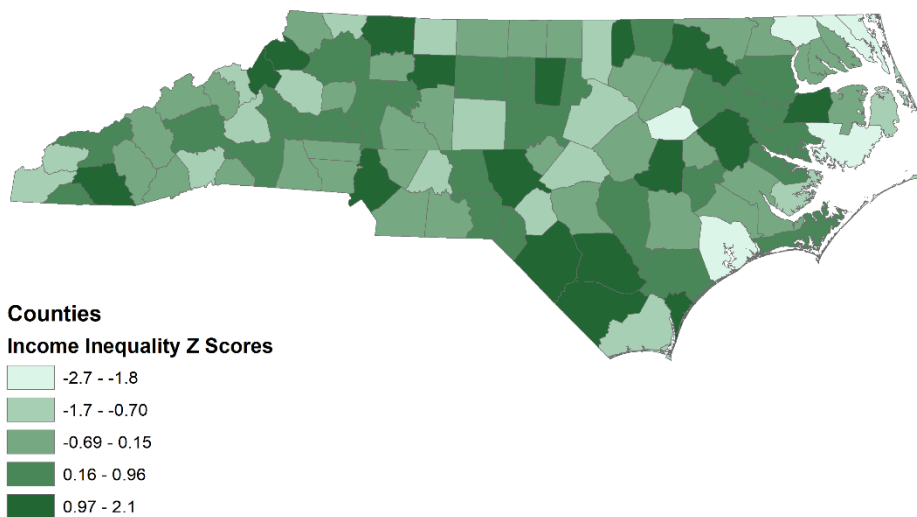 Counties
Income Inequality Z Scores
-2.7 - -1.8
-1.7 - -0.70
-0.69 - 0.15
0.16 - 0.96
0.97 - 2.1